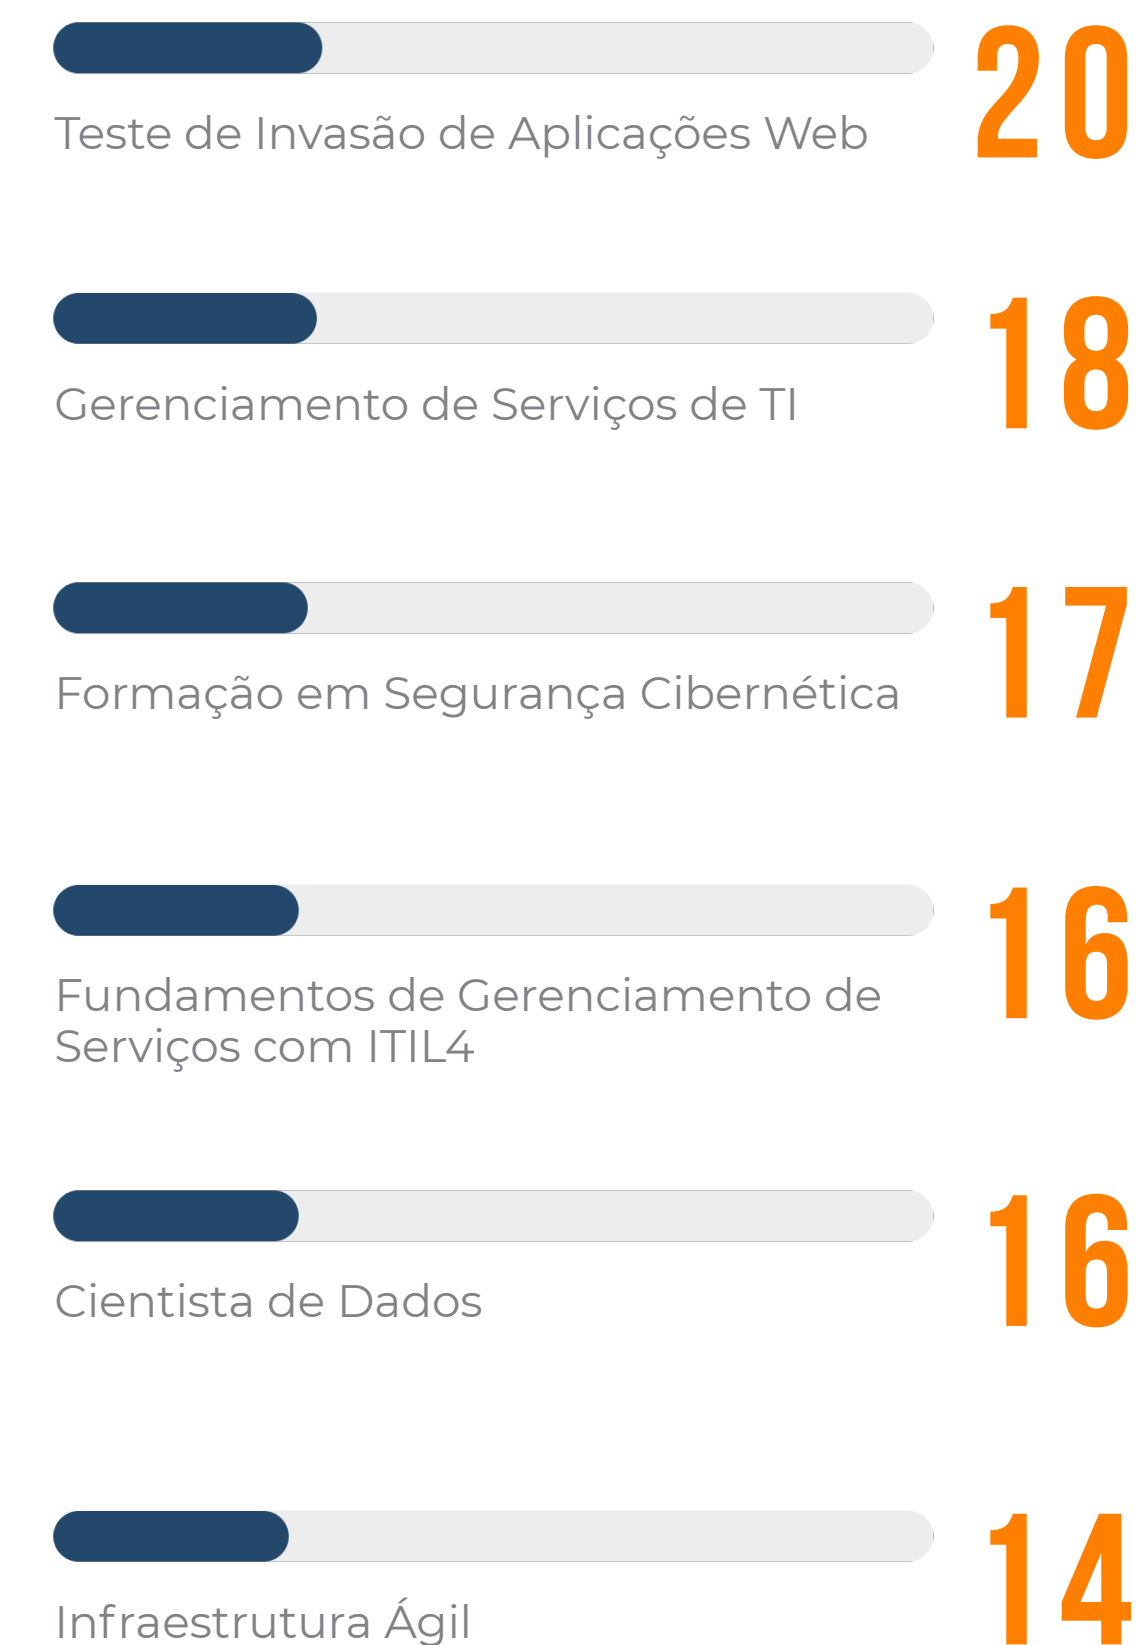 20
Teste de Invasão de Aplicações Web
18
Gerenciamento de Serviços de TI
17
Formação em Segurança Cibernética
16
Fundamentos de Gerenciamento de
Serviços com ITIL4
16
Cientista de Dados
14
Infraestrutura Ágil